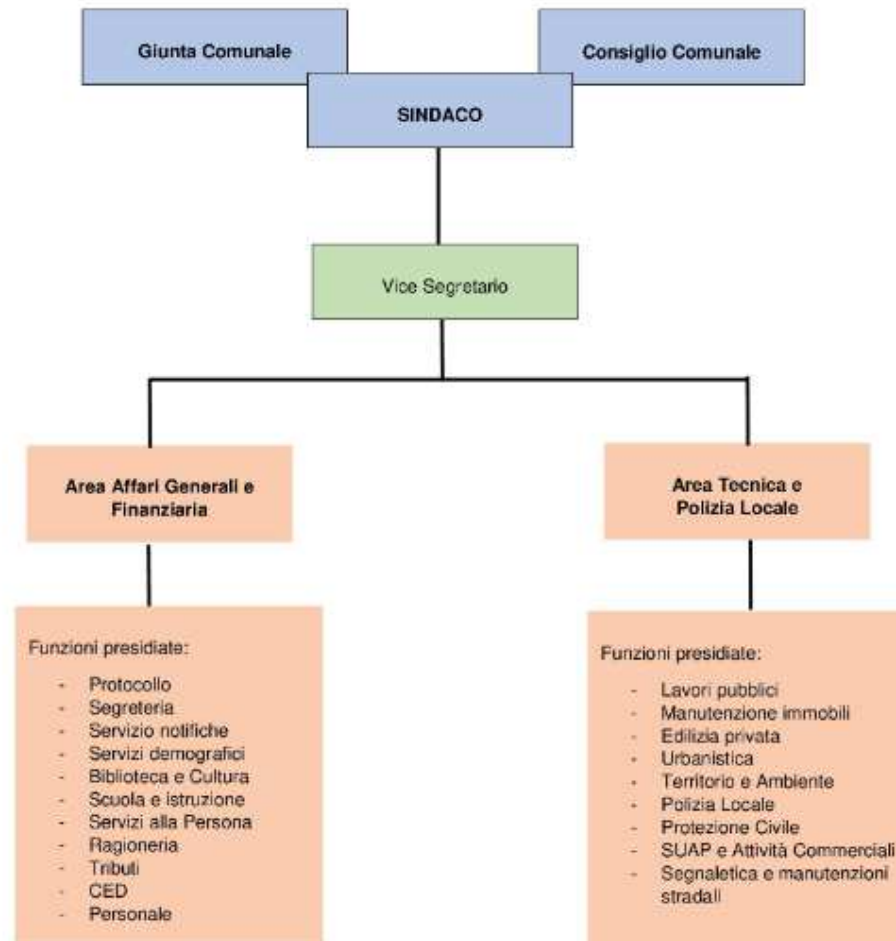 Giunta Comunale
Consiglio Comunale
SINDACO
Vice Segretario
Area Affari Generali e
Finanziaria
Funzioni presidiate:
- Protocollo
- Segreteria
- Servizio notifiche
- Servizi demografici
- Biblioteca e Cultura
- Scuola e istruzione
- Servizi alla Persona
- Ragioneria
- Tributi
- CED
- Personale
Area Tecnica e
Polizia Locale
Funzioni presidiate:
- Lavori pubblici
- Manutenzione immobili
- Edilizia privata
- Urbanistica
- Territorio e Ambiente
- Polizia Locale
- Protezione Civile
- SUAP e Attività Commerciali
- Segnaletica e manutenzioni
stradali